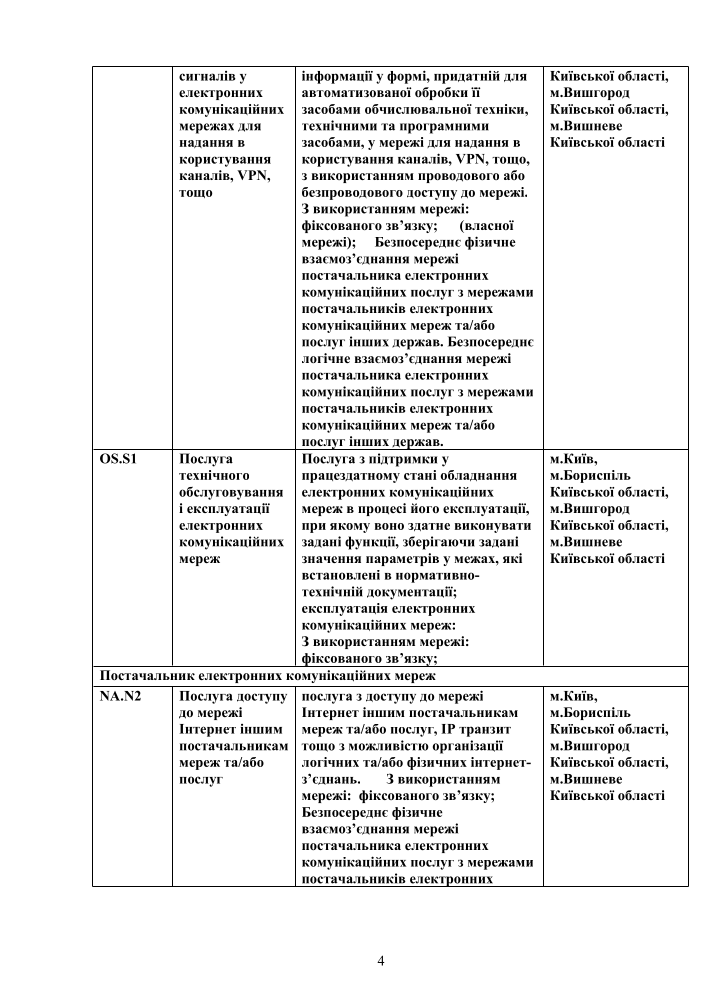 сигналів у
електронних
комунікаційних
мережах для
надання в
користування
каналів, VPN,
тощо
інформації у формі, придатній для
автоматизованої обробки її
засобами обчислювальної техніки,
технічними та програмними
засобами, у мережі для надання в
користування каналів, VPN, тощо,
з використанням проводового або
безпроводового доступу до мережі.
З використанням мережі:
фіксованого зв’язку; (власної
мережі); Безпосереднє фізичне
взаємоз’єднання мережі
постачальника електронних
комунікаційних послуг з мережами
постачальників електронних
комунікаційних мереж та/або
послуг інших держав. Безпосереднє
логічне взаємоз’єднання мережі
постачальника електронних
комунікаційних послуг з мережами
постачальників електронних
комунікаційних мереж та/або
послуг інших держав.
Київської області,
м.Вишгород
Київської області,
м.Вишневе
Київської області
OS.S1
Послуга
технічного
обслуговування
і експлуатації
електронних
комунікаційних
мереж
Послуга з підтримки у
працездатному стані обладнання
електронних комунікаційних
мереж в процесі його експлуатації,
при якому воно здатне виконувати
задані функції, зберігаючи задані
значення параметрів у межах, які
встановлені в нормативно-
технічній документації;
експлуатація електронних
комунікаційних мереж:
З використанням мережі:
фіксованого зв’язку;
м.Київ,
м.Бориспіль
Київської області,
м.Вишгород
Київської області,
м.Вишневе
Київської області
Постачальник електронних комунікаційних мереж
NA.N2
Послуга доступу
до мережі
Інтернет іншим
постачальникам
мереж та/або
послуг
послуга з доступу до мережі
Інтернет іншим постачальникам
мереж та/або послуг, IP транзит
тощо з можливістю організації
логічних та/або фізичних інтернет-
з’єднань. З використанням
мережі: фіксованого зв’язку;
Безпосереднє фізичне
взаємоз’єднання мережі
постачальника електронних
комунікаційних послуг з мережами
постачальників електронних
м.Київ,
м.Бориспіль
Київської області,
м.Вишгород
Київської області,
м.Вишневе
Київської області
4